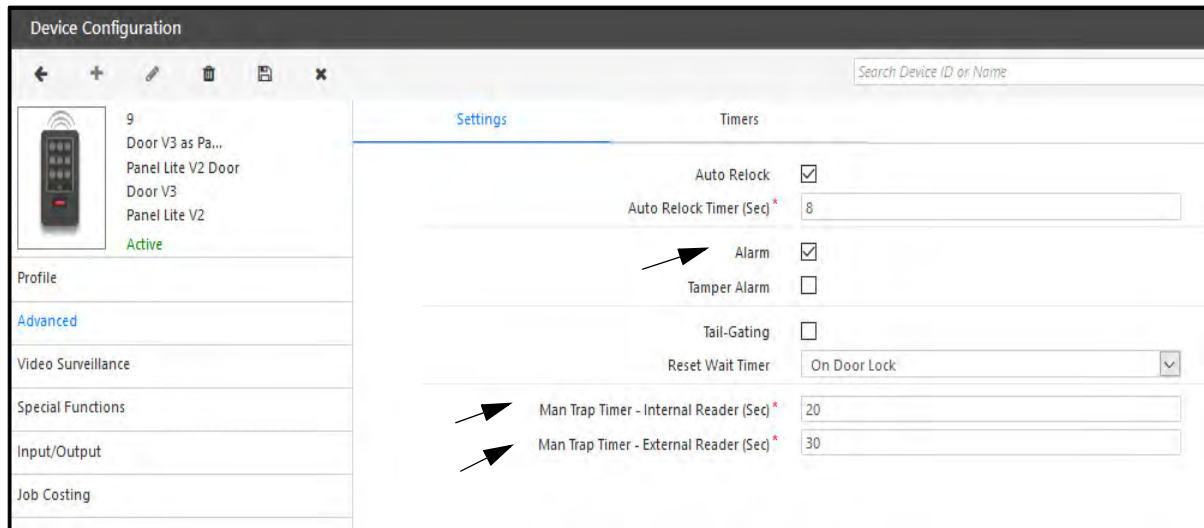 Device Configuration
Search Device ID or Name
9
Door V3 as Pa...
Panel Lite V2 Door
Door V3
Panel Lite V2
Active
Profile
Advanced
Video Surveillance
Special Functions
Input/Output
Job Costing
Settings Timers
Auto Relock
Auto Relock Timer (Sec) * 8
Alarm
Tamper Alarm
Tail-Gating
Reset Wait Timer On Door Lock
Man Trap Timer - Internal Reader (Sec) * 20
Man Trap Timer - External Reader (Sec) * 30